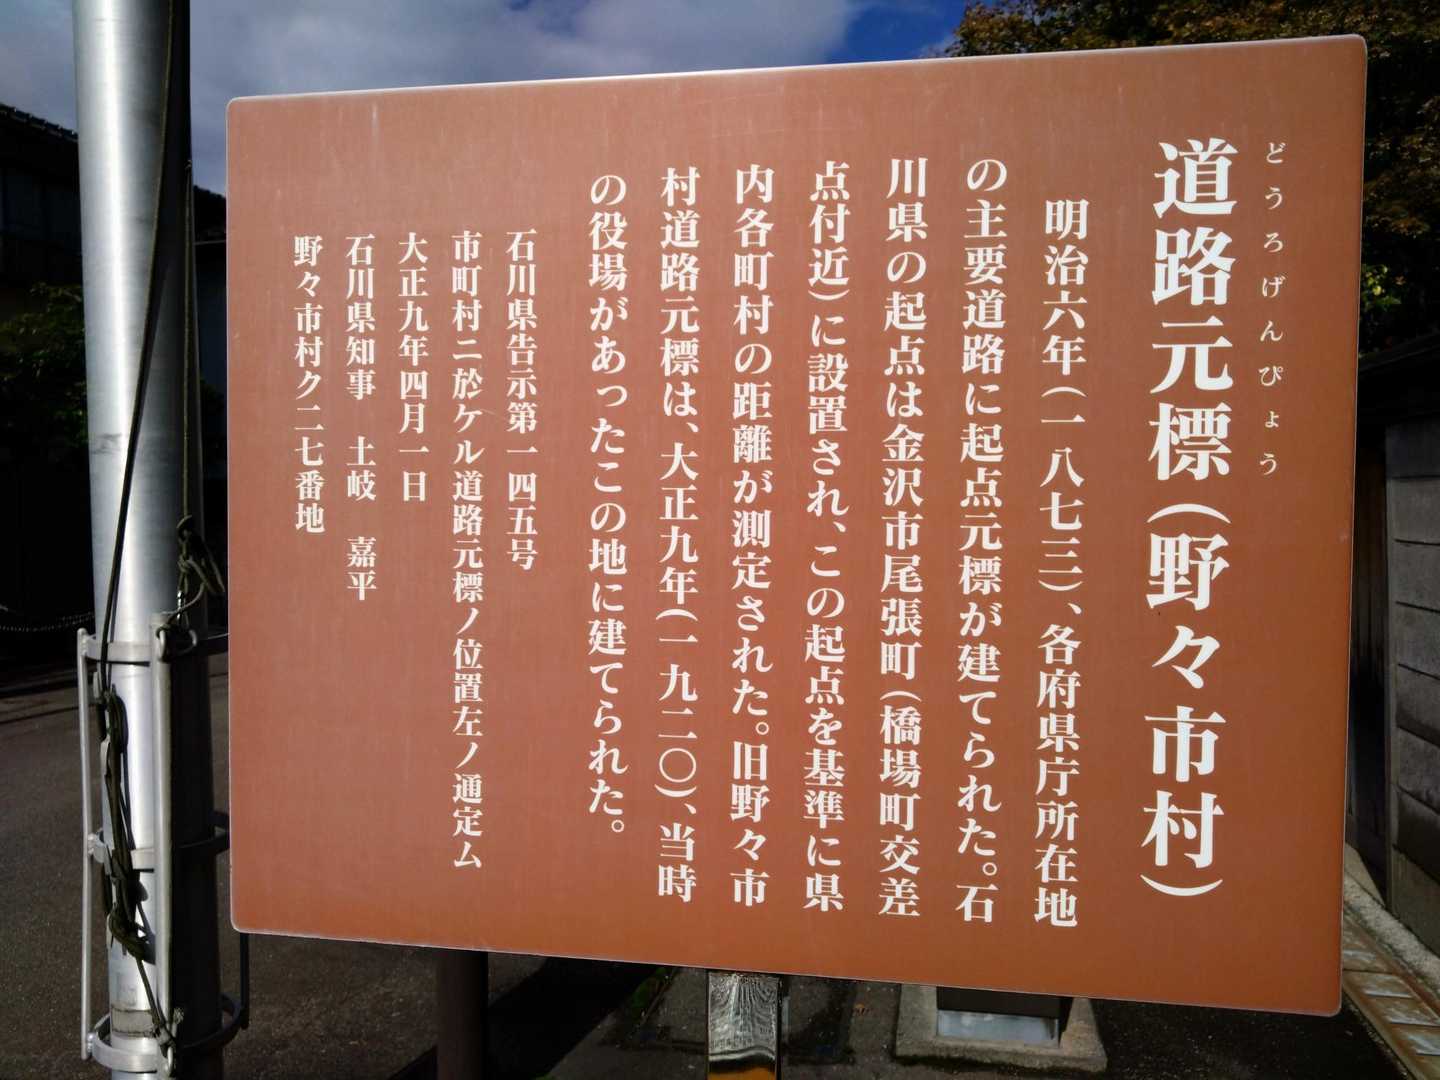 どうろげんぴょう
道路元標(野々市村)
明治六年(一八七三)、各府県庁所在地
の主要道路に起点元標が建てられた。石
川県の起点は金沢市尾張町(橋場町交差
点付近)に設置され、この起点を基準に県
内各町村の距離が測定された。旧野々市
村道路元標は、大正九年(一九二〇)、当時
の役場があったこの地に建てられた。
石川県告示第一四五号
市町村ニ於ケル道路元標ノ位置左ノ通定ム
大正九年四月一日
石川県知事 土岐 嘉平
野々市村ク二七番地